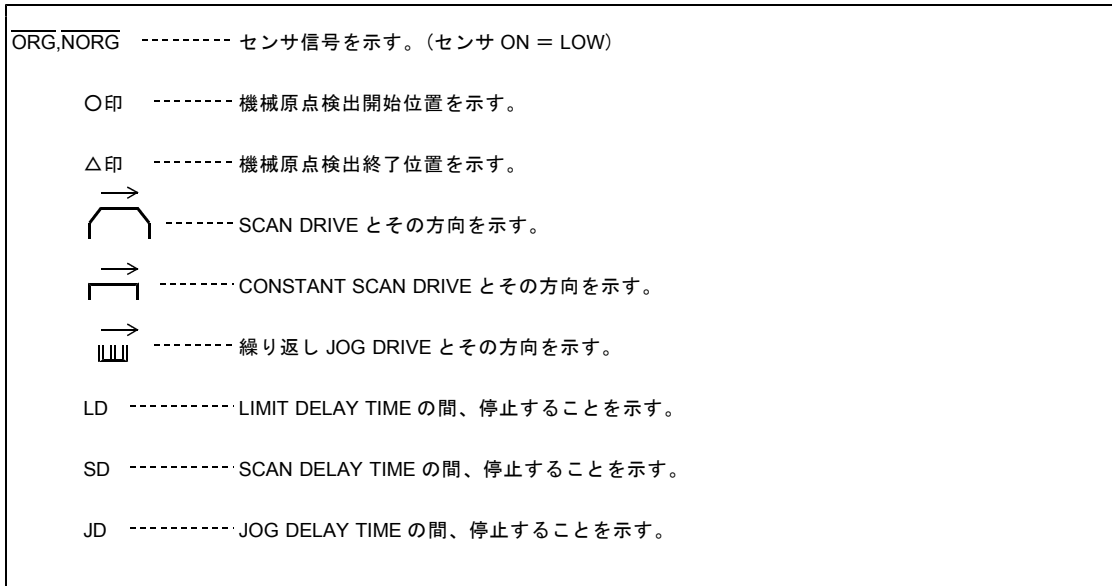 ORG,NORG --------- センサ信号を示す。（センサ ON ＝ LOW）
○印 -------- 機械原点検出開始位置を示す。
△印 -------- 機械原点検出終了位置を示す。
-------- SCAN DRIVE とその方向を示す。
-------- CONSTANT SCAN DRIVE とその方向を示す。
-------- 繰り返し JOG DRIVE とその方向を示す。
LD ----------- LIMIT DELAY TIME の間、停止することを示す。
SD ----------- SCAN DELAY TIME の間、停止することを示す。
JD ----------- JOG DELAY TIME の間、停止することを示す。